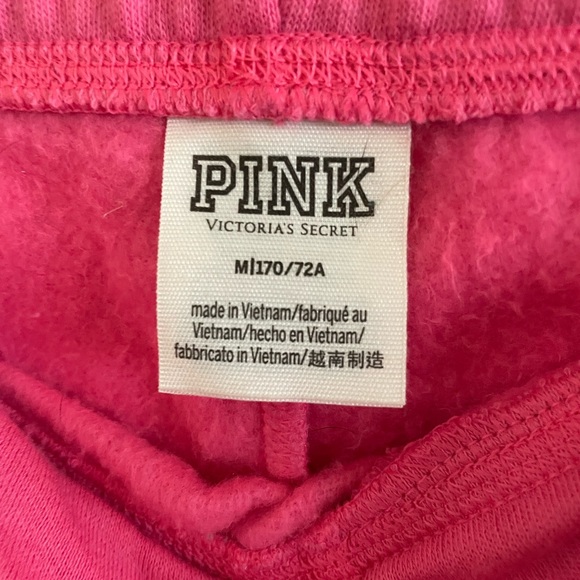 PINK
VICTORIA'S SECRET
M|170/72A
made in Vietnam/fabriqué au
Vietnam/hecho en Vietnam/
fabbricato in Vietnam/越南制造